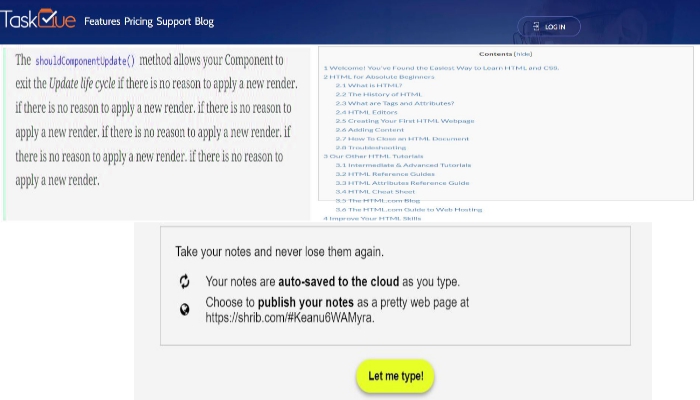 TaskQue Features Pricing Support Blog
LOG IN
The shouldComponentUpdate() method allows your Component to
exit the Update life cycle if there is no reason to apply a new render.
if there is no reason to apply a new render. if there is no reason to
apply a new render. if there is no reason to apply a new render. if
there is no reason to apply a new render. if there is no reason to
apply a new render.
Contents [hide]
1 Welcome! You've Found the Easiest Way to Learn HTML and CSS.
2 HTML for Absolute Beginners
2.1 What is HTML?
2.2 The History of HTML
2.3 What are Tags and Attributes?
2.4 HTML Editors
2.5 Creating Your First HTML Webpage
2.6 Adding Content
2.7 How To Close an HTML Document
2.8 Troubleshooting
3 Our Other HTML Tutorials
3.1 Intermediate & Advanced Tutorials
3.2 HTML Reference Guides
3.3 HTML Attributes Reference Guide
3.4 HTML Cheat Sheet
3.5 The HTML.com Blog
3.6 The HTML.com Guide to Web Hosting
4 Improve Your HTML Skills
Take your notes and never lose them again.
Your notes are auto-saved to the cloud as you type.
Choose to publish your notes as a pretty web page at
https://shrib.com/#Keanu6WAMyra.
Let me type!